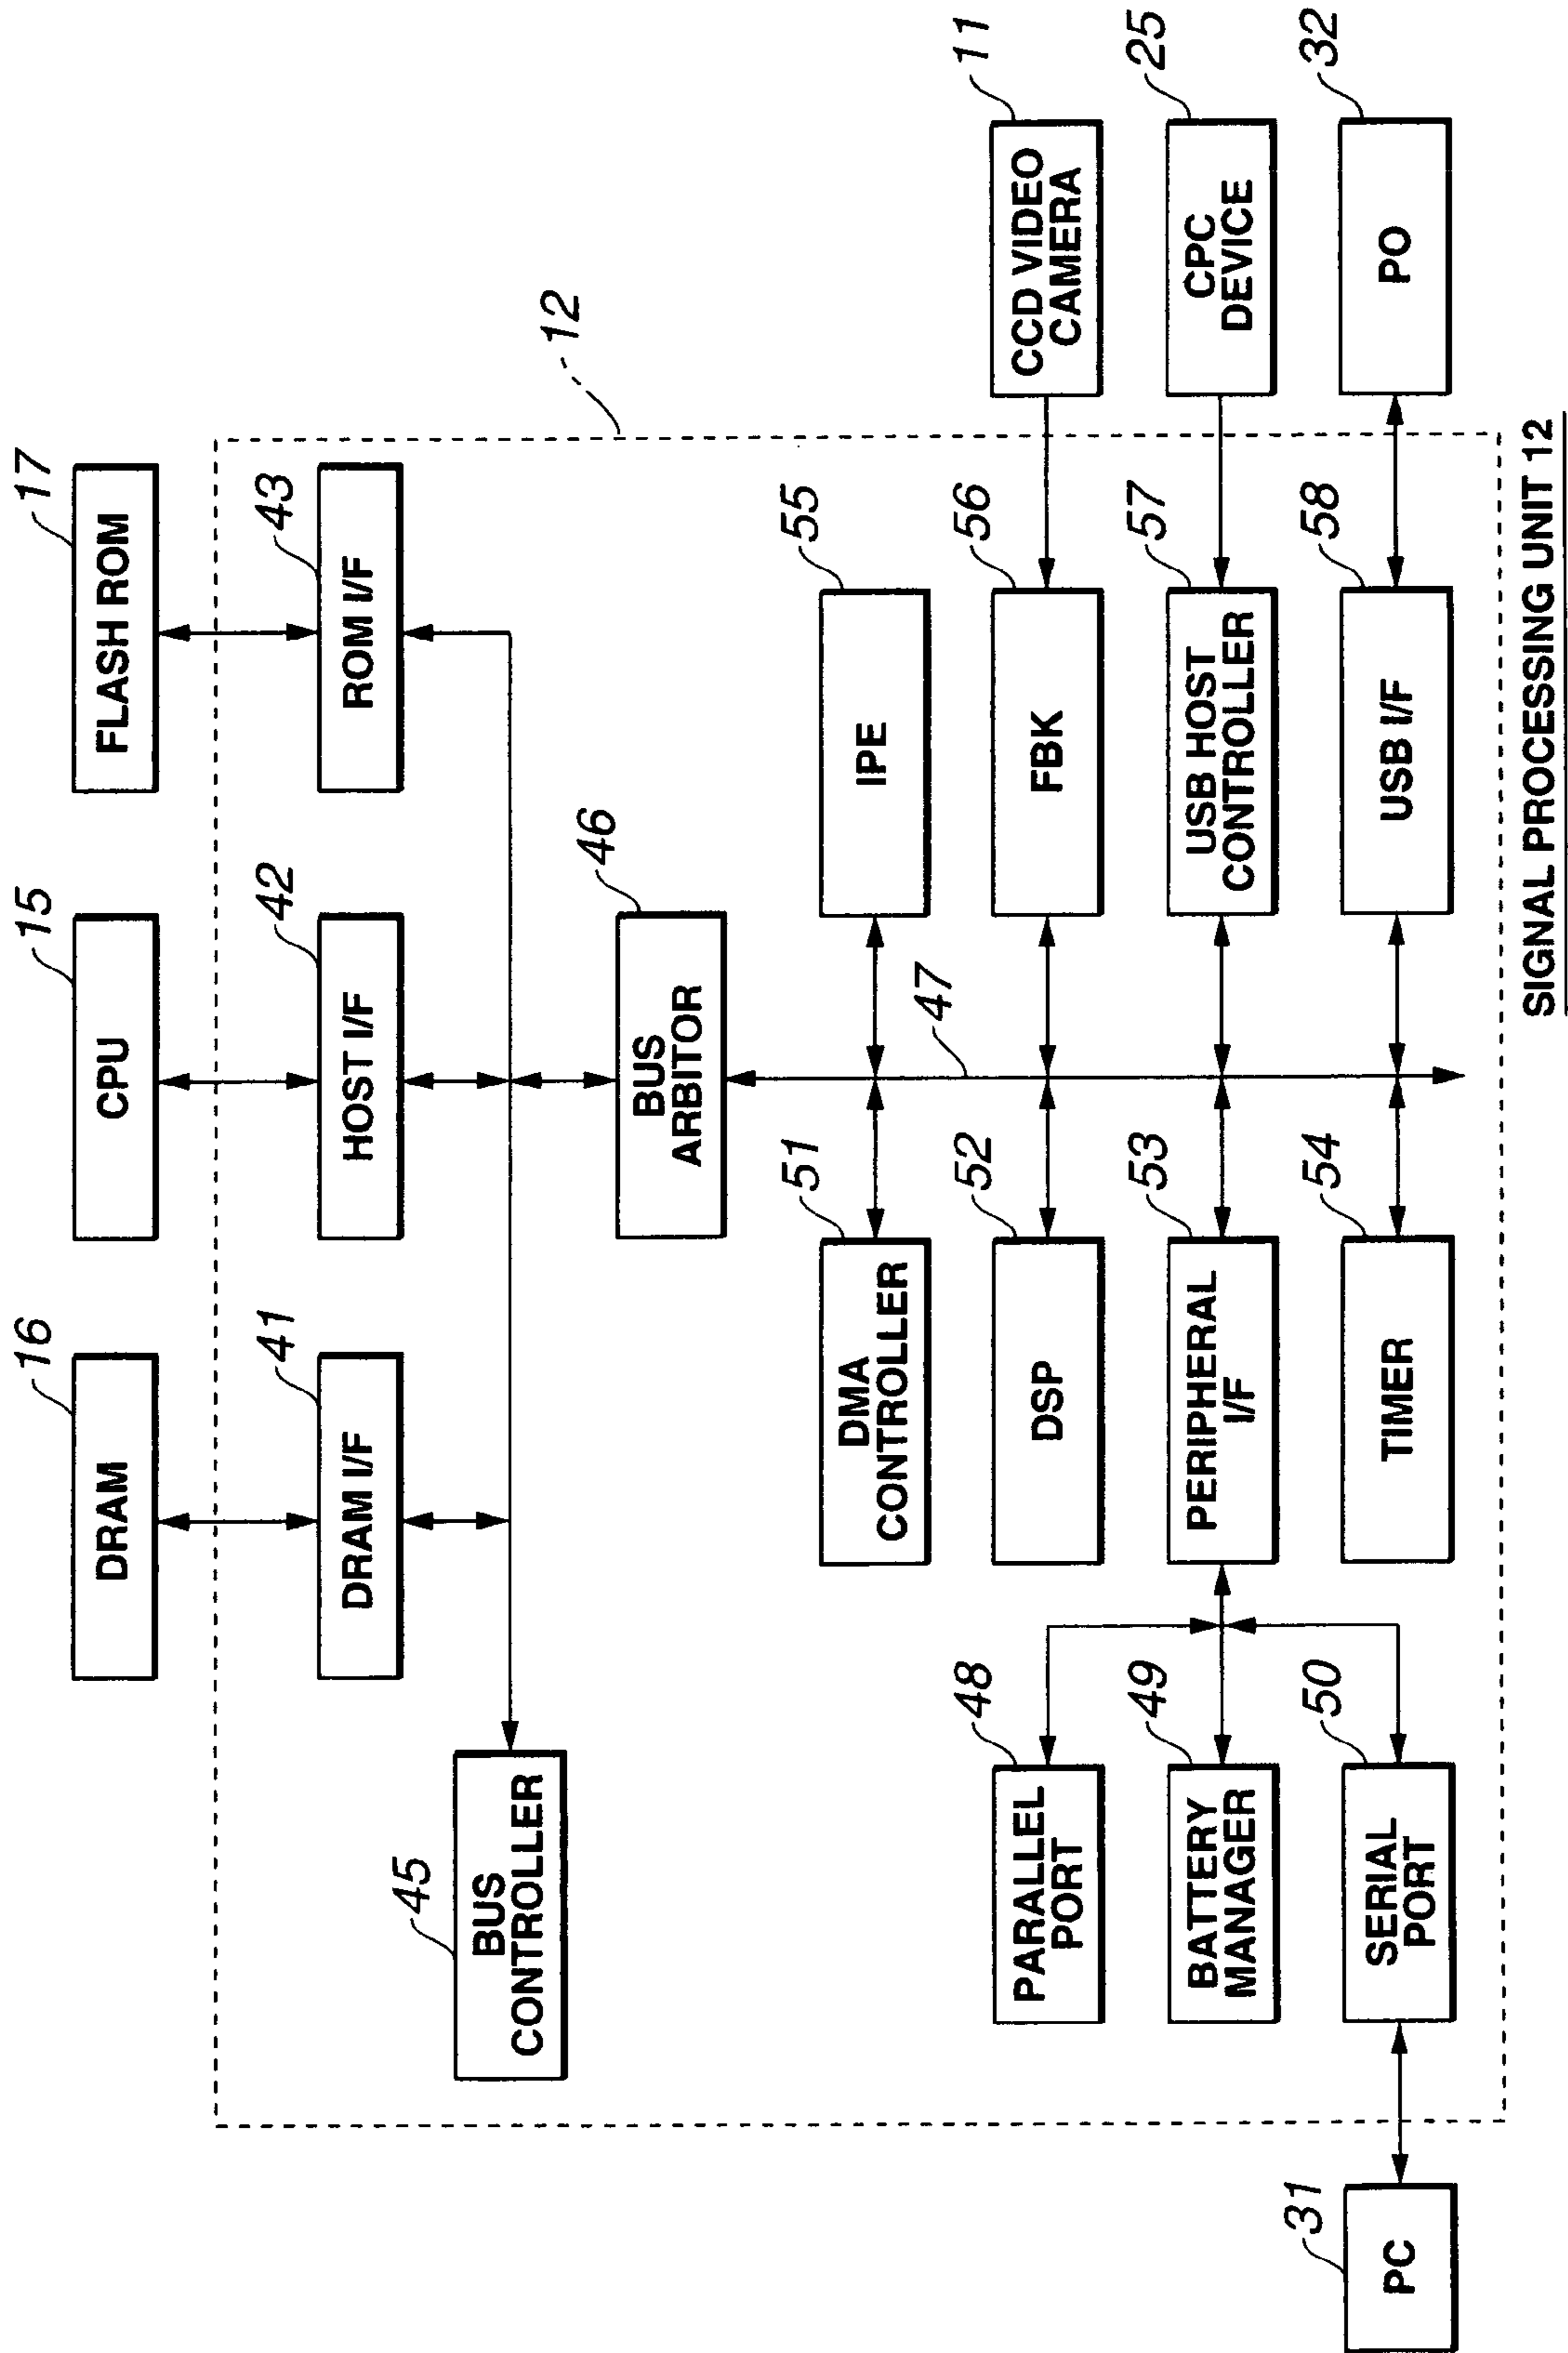 16
DRAM
15
CPU
17
FLASH ROM
12
41
DRAM I/F
42
HOST I/F
43
ROM I/F
45
BUS
CONTROLLER
46
BUS
ARBITOR
47
51
DMA
CONTROLLER
55
IPE
48
PARALLEL
PORT
52
DSP
56
FBK
11
CCD VIDEO
CAMERA
49
BATTERY
MANAGER
53
PERIPHERAL
I/F
57
USB HOST
CONTROLLER
25
CPC
DEVICE
31
PC
50
SERIAL
PORT
54
TIMER
58
USB I/F
32
PO
SIGNAL PROCESSING UNIT 12